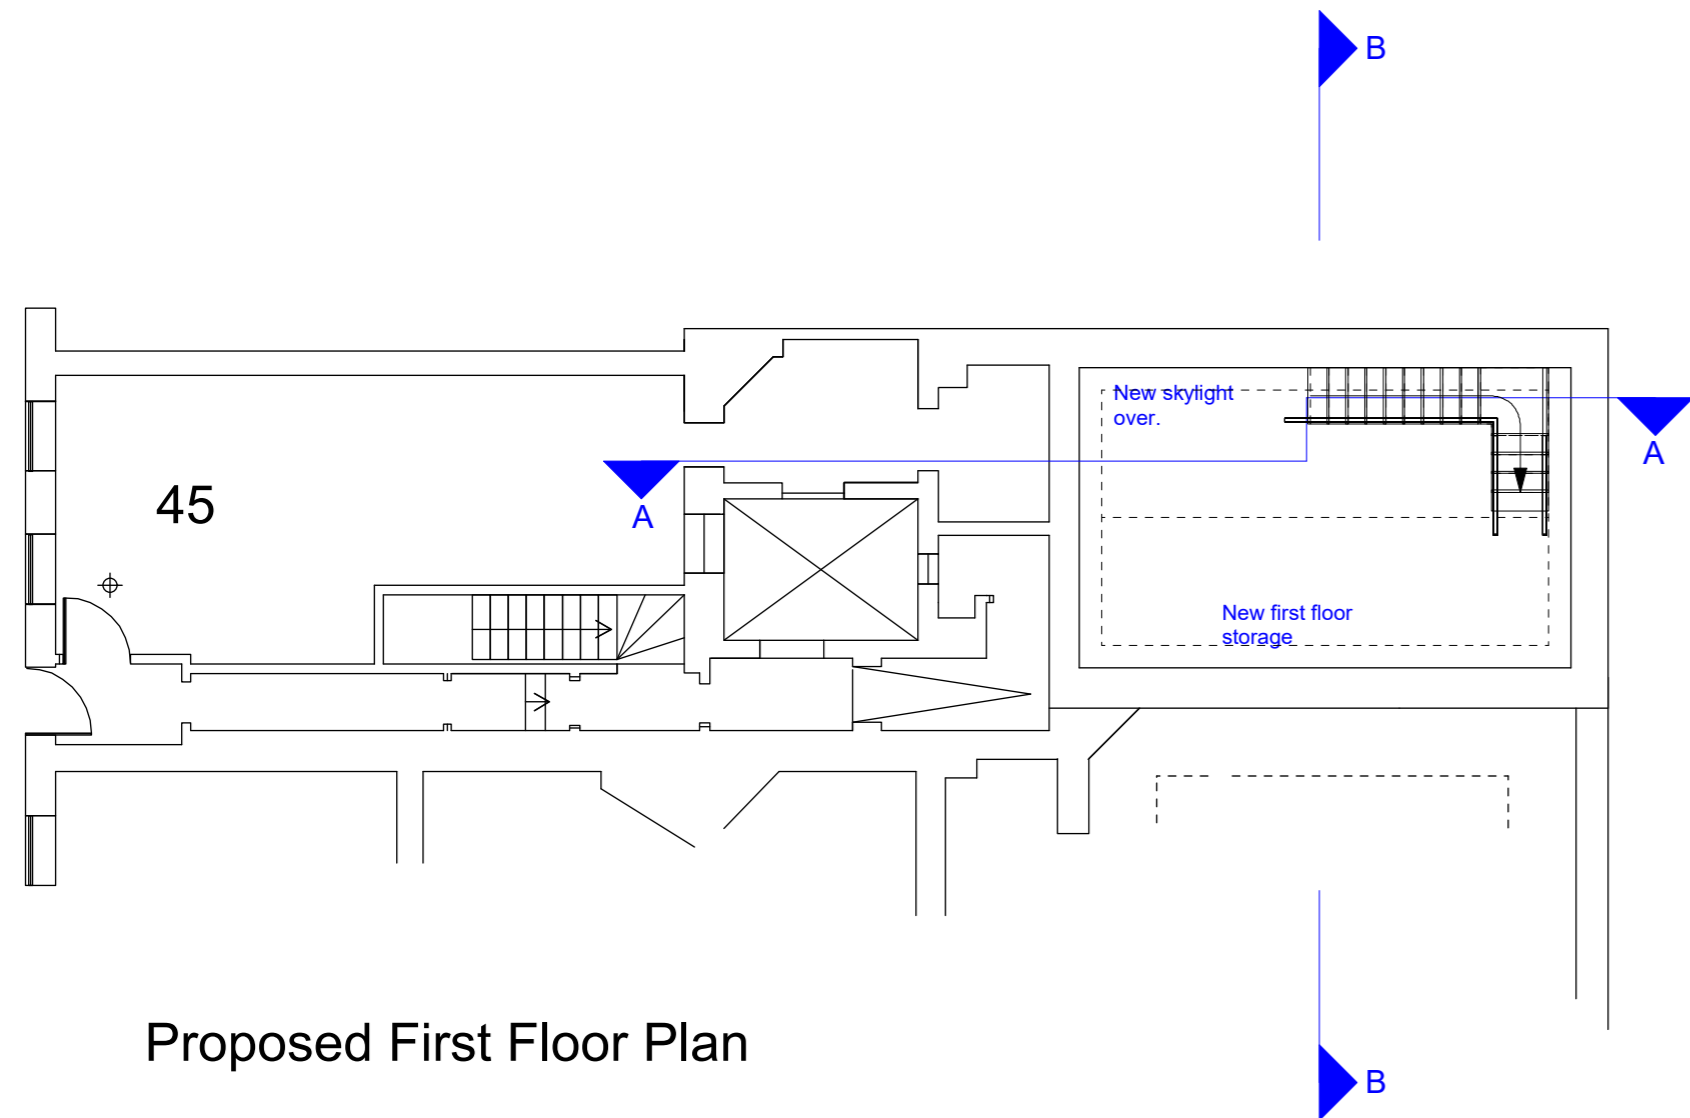 B
New skylight
over.
A
45
A
New first floor
storage
Proposed First Floor Plan
B